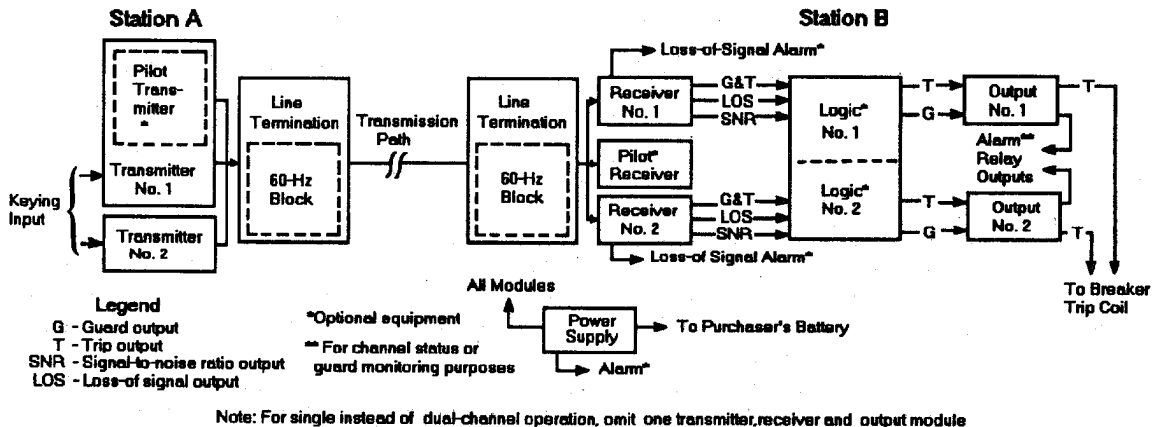 Station A
Station B
Pilot
Trans-
mitter
*
Transmitter
No. 1
Keying
Input
Transmitter
No. 2
Line
Termination
60-Hz
Block
Transmission
Path
Line
Termination
60-Hz
Block
Loss-of-Signal Alarm*
Receiver
No. 1
G&T
LOS
SNR
Pilot*
Receiver
Receiver
No. 2
G&T
LOS
SNR
Loss-of Signal Alarm*
Logic*
No. 1
Logic*
No. 2
T
G
T
G
Output
No. 1
T
Alarm**
Relay
Outputs
Output
No. 2
T
To Breaker
Trip Coil
Legend
G - Guard output
T - Trip output
SNR - Signal-to-noise ratio output
LOS - Loss-of signal output
*Optional equipment
** For channel status or
guard monitoring purposes
All Modules
Power
Supply
To Purchaser's Battery
Alarm*
Note: For single instead of dual-channel operation, omit one transmitter,receiver and output module